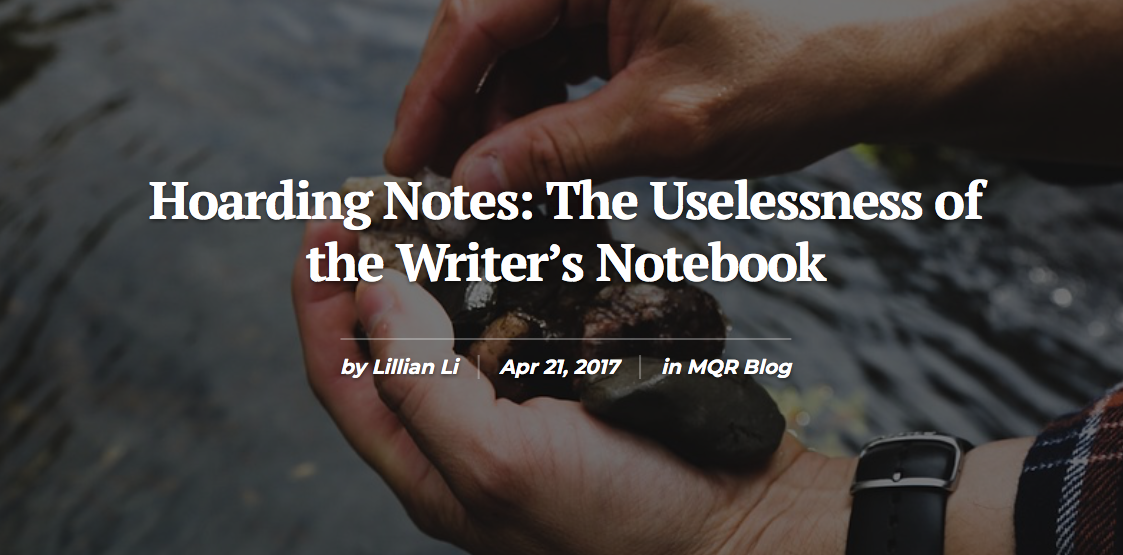 Hoarding Notes: The Uselessness of
the Writer’s Notebook
by Lillian Li | Apr 21, 2017 | in MQR Blog